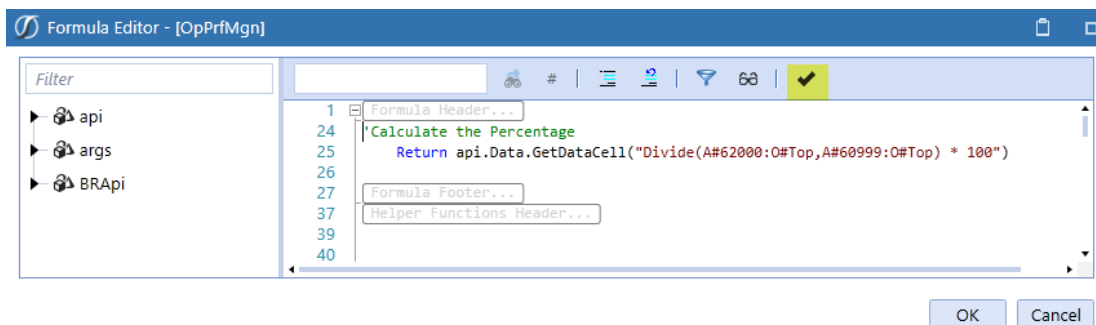 Formula Editor - [OpPrfMgn]
Filter
#
api
args
BRApi
1 Formula Header...
24 'Calculate the Percentage
25 Return api.Data.GetDataCell("Divide(A#62000:O#Top,A#60999:O#Top) * 100")
26
27 Formula Footer...
37 Helper Functions Header...
39
40
OK Cancel